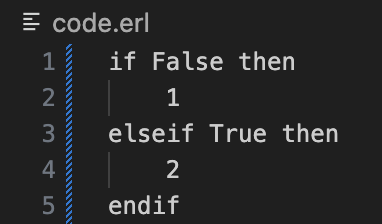 code.erl
1 if False then
2 1
3 elseif True then
4 2
5 endif